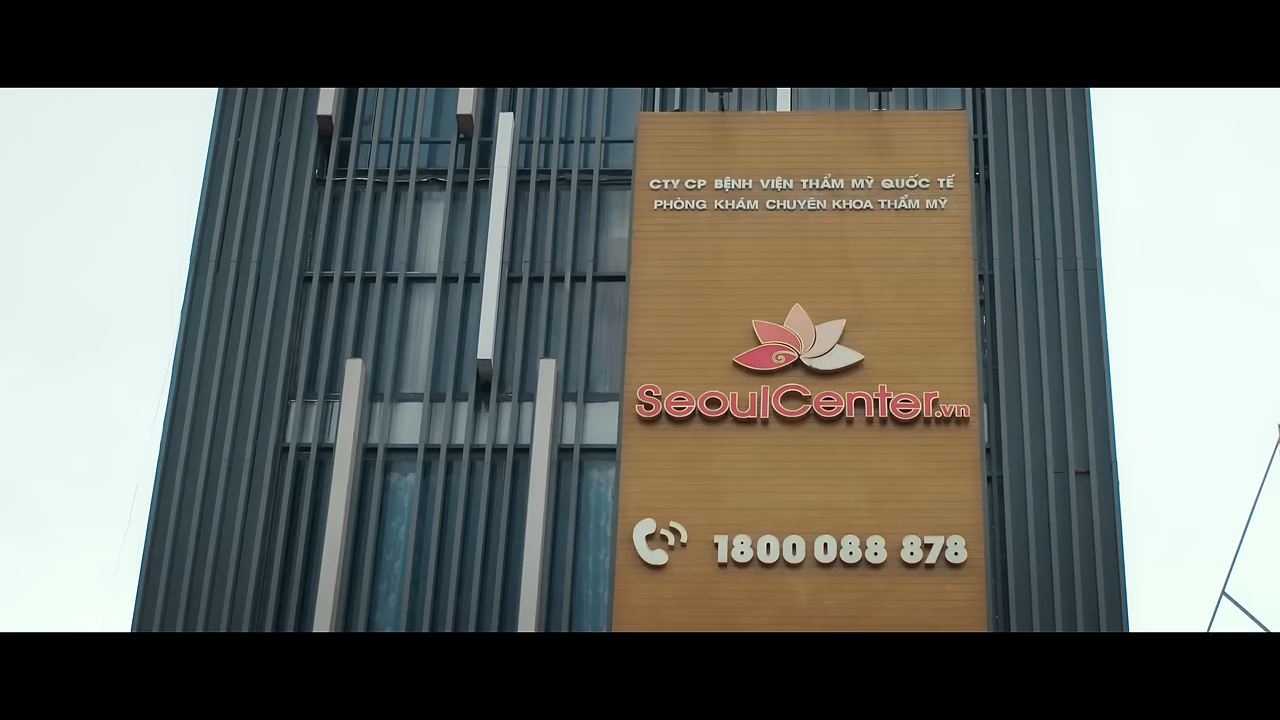 CTY CP BỆNH VIỆN THẨM MỸ QUỐC TẾ
PHÒNG KHÁM CHUYÊN KHOA THẨM MỸ
SeoulCenter.vn
1800 088 878